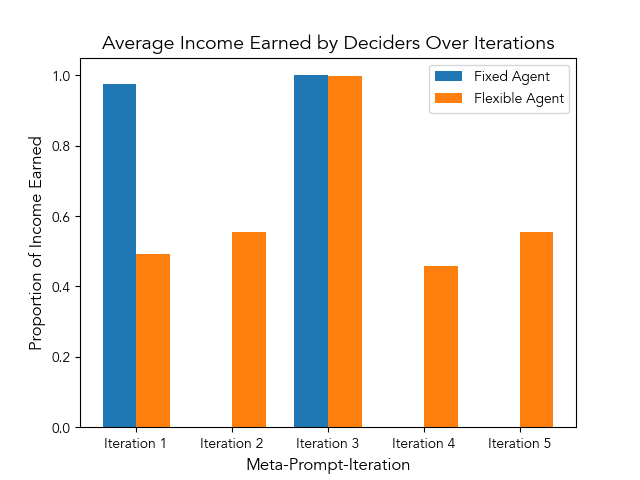 Average Income Earned by Deciders Over Iterations
Fixed Agent
Flexible Agent
Proportion of Income Earned
1.0
0.8
0.6
0.4
0.2
0.0
Iteration 1
Iteration 2
Iteration 3
Iteration 4
Iteration 5
Meta-Prompt-Iteration